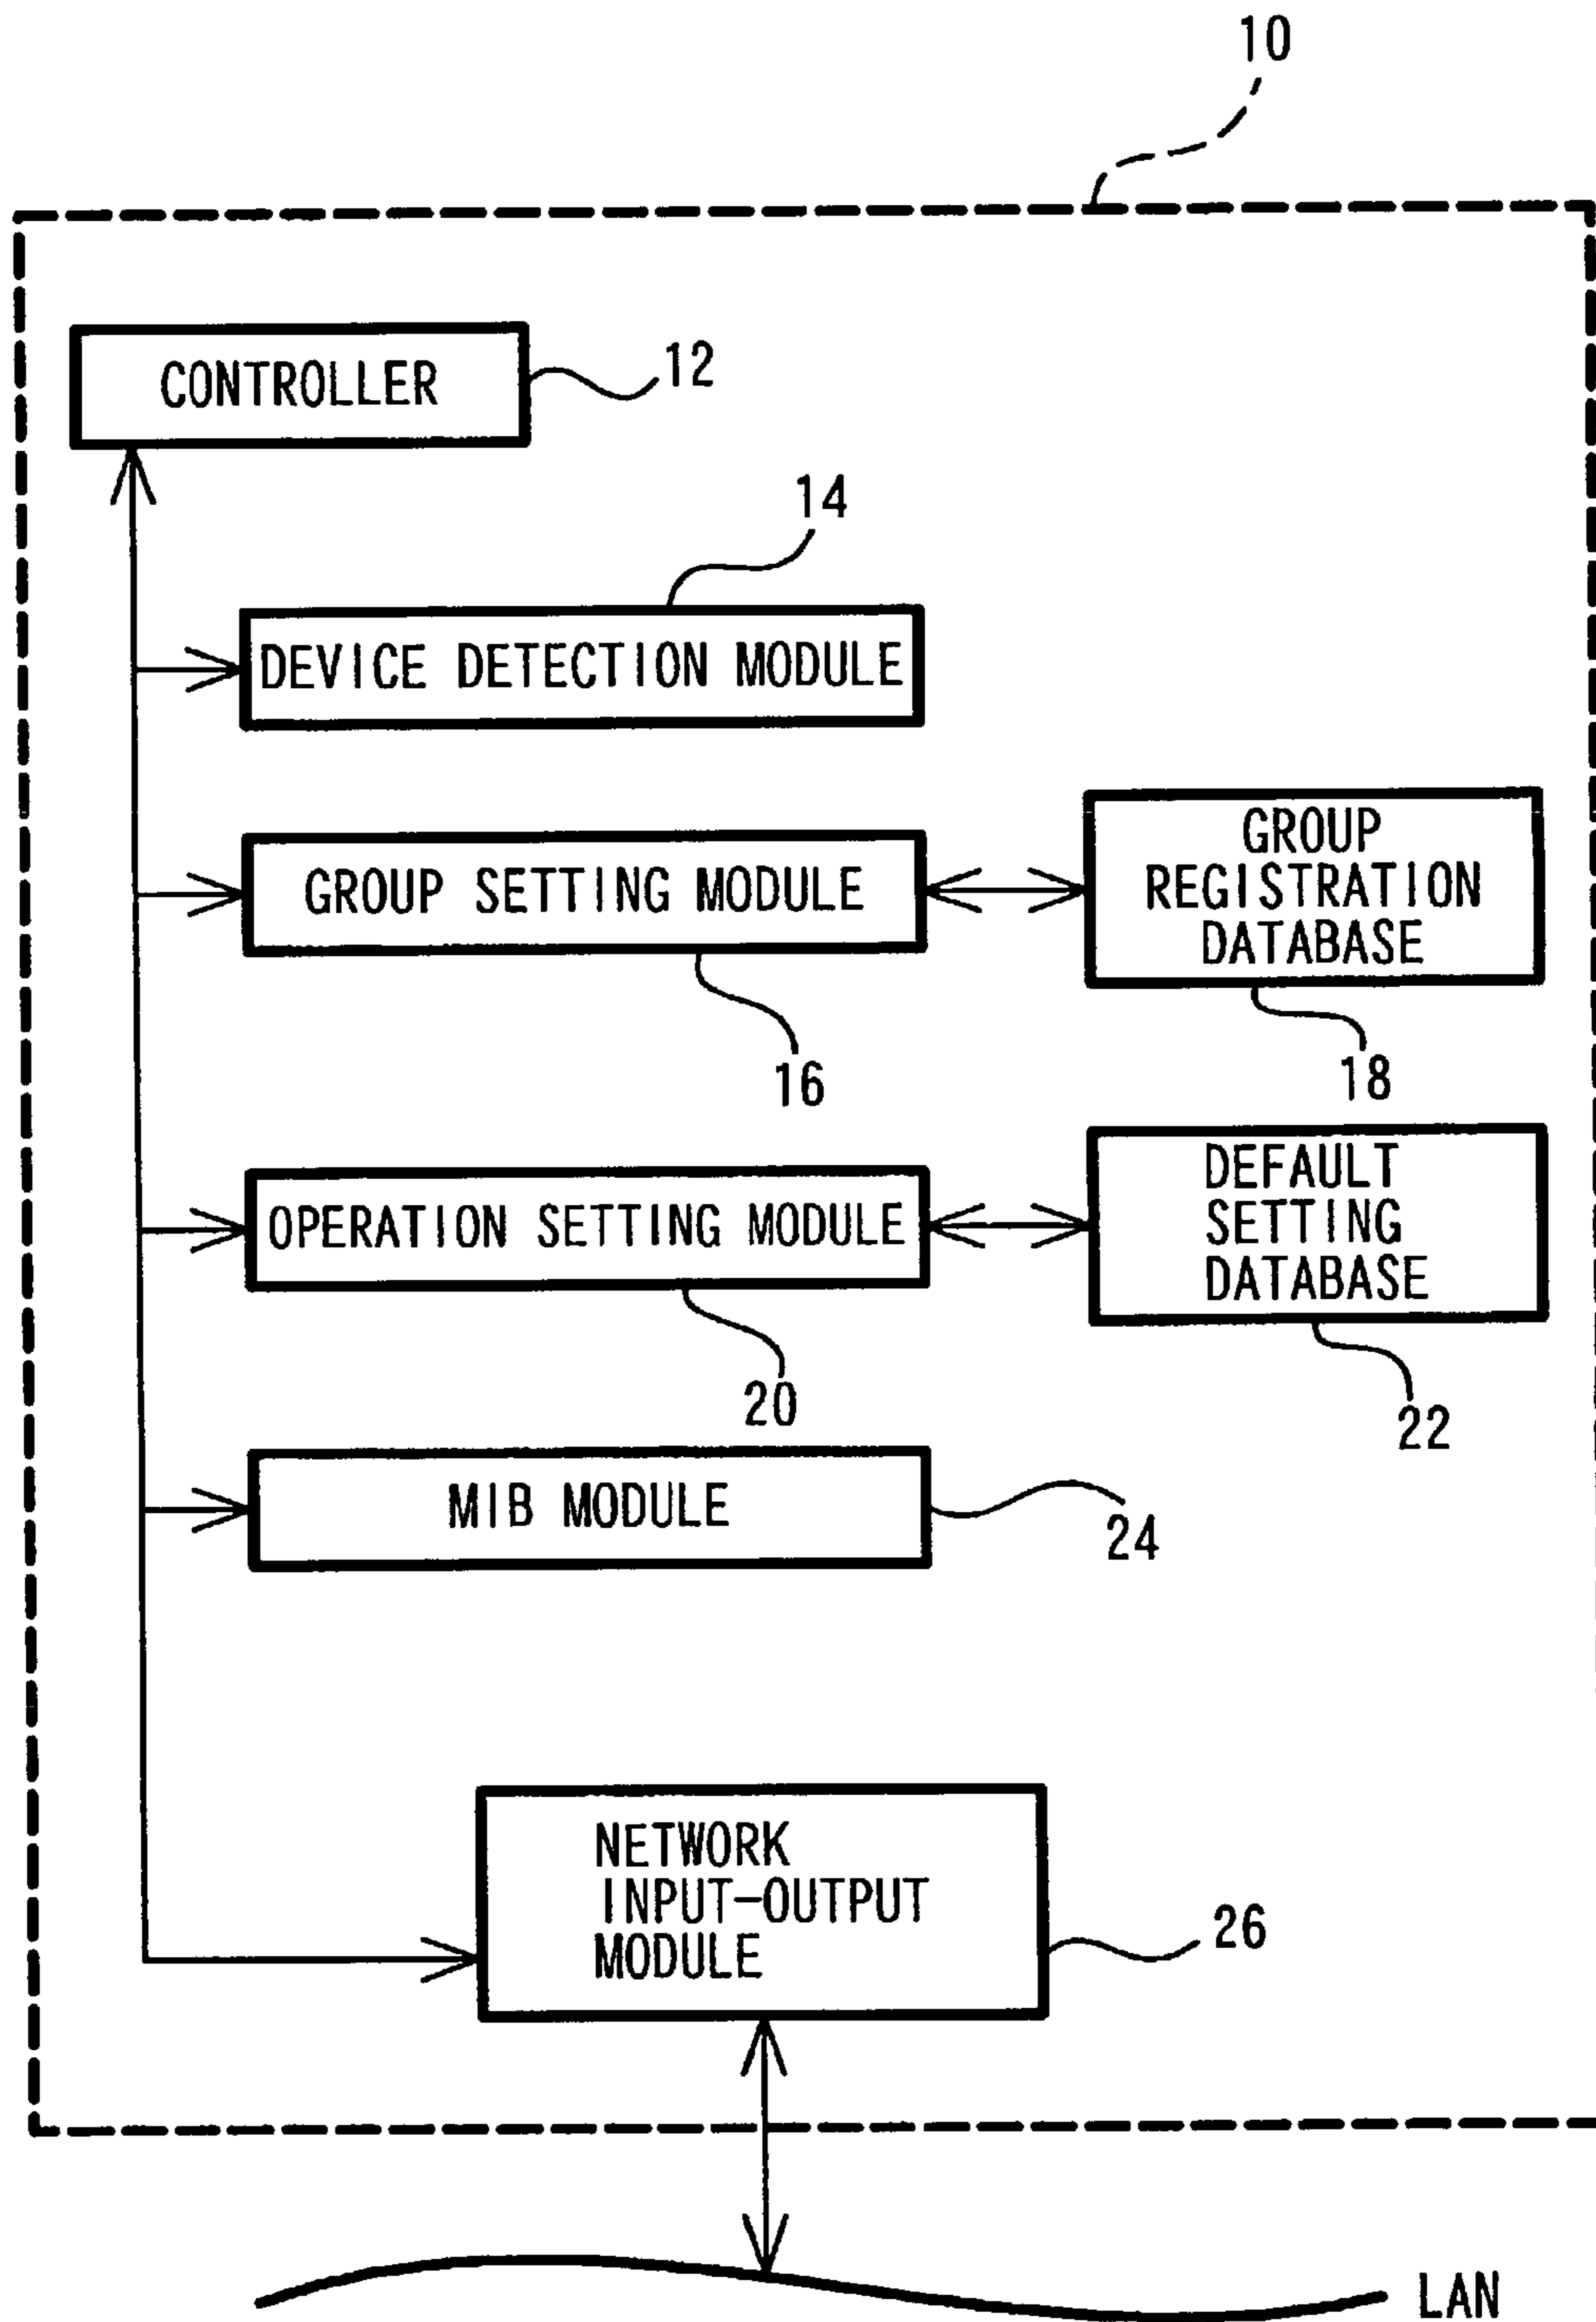 10
CONTROLLER
12
14
DEVICE DETECTION MODULE
GROUP SETTING MODULE
16
GROUP
REGISTRATION
DATABASE
18
OPERATION SETTING MODULE
20
DEFAULT
SETTING
DATABASE
22
MIB MODULE
24
NETWORK
INPUT-OUTPUT
MODULE
26
LAN